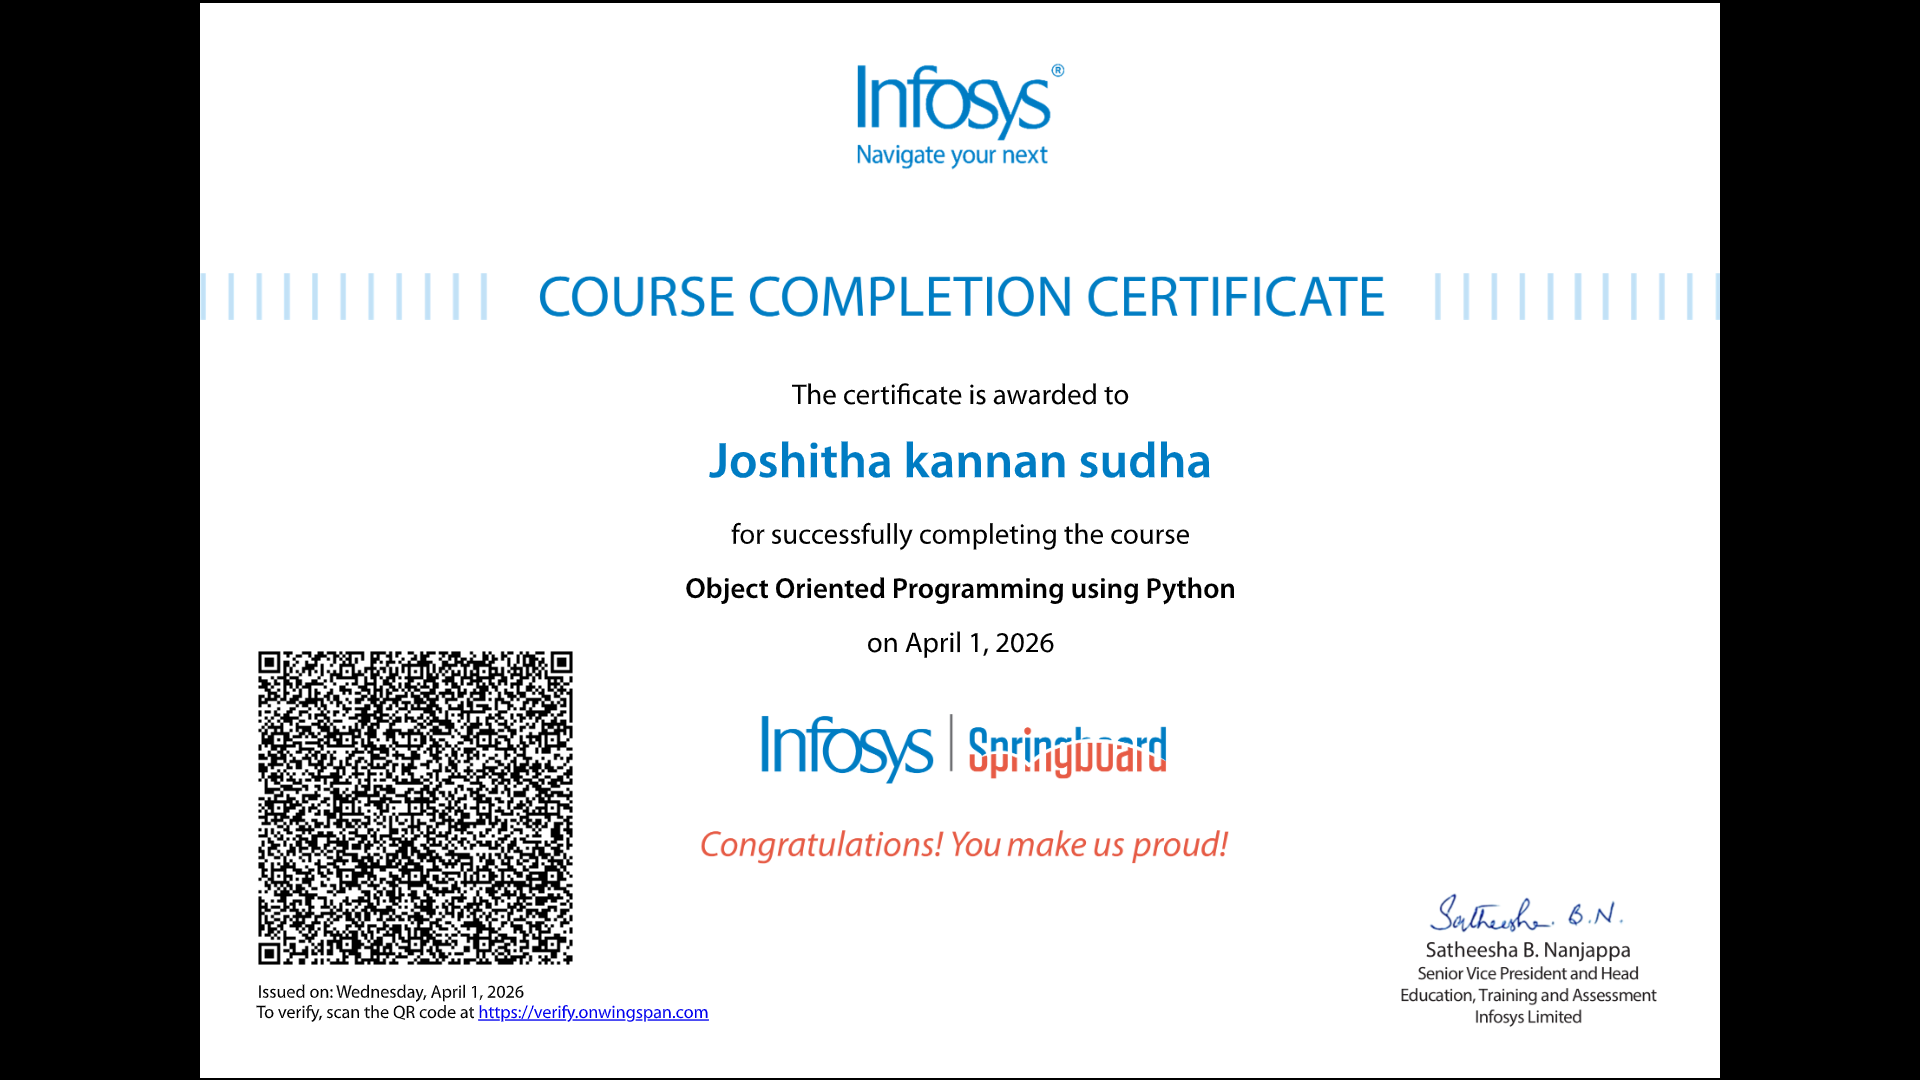 Infosys®
Navigate your next
COURSE COMPLETION CERTIFICATE
The certificate is awarded to
Joshitha kannan sudha
for successfully completing the course
Object Oriented Programming using Python
on April 1, 2026
Infosys | Springboard
Congratulations! You make us proud!
Satheesha. B.N.
Satheesha B. Nanjappa
Senior Vice President and Head
Education, Training and Assessment
Infosys Limited
Issued on: Wednesday, April 1, 2026
To verify, scan the QR code at https://verify.onwingspan.com